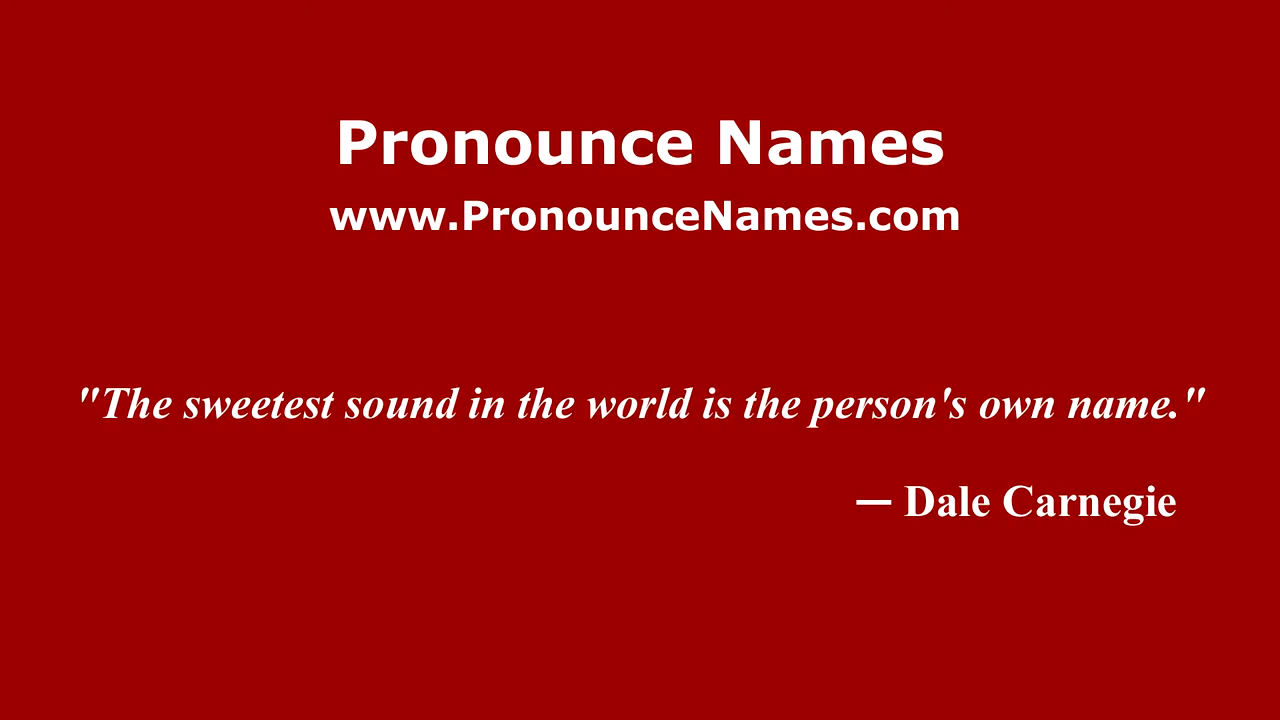 Pronounce Names
www.PronounceNames.com
"The sweetest sound in the world is the person's own name."
— Dale Carnegie